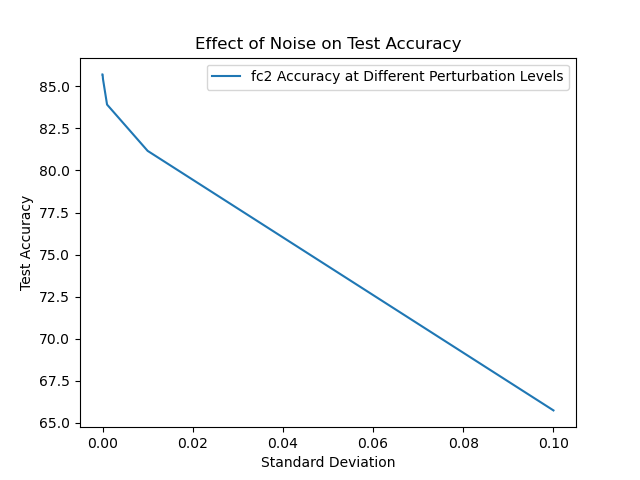 Effect of Noise on Test Accuracy
fc2 Accuracy at Different Perturbation Levels
Test Accuracy
85.0
82.5
80.0
77.5
75.0
72.5
70.0
67.5
65.0
0.00 0.02 0.04 0.06 0.08 0.10
Standard Deviation